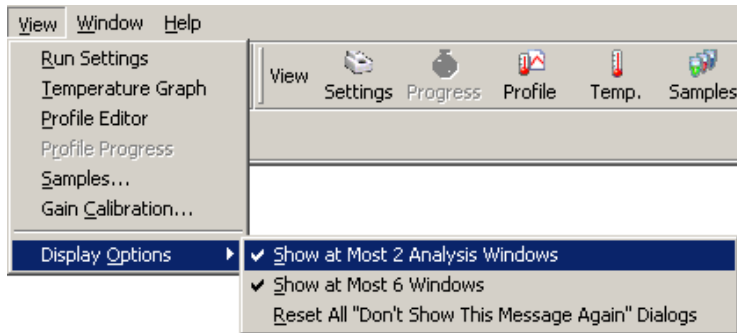 View Window Help
Run Settings
Temperature Graph
Profile Editor
Profile Progress
Samples...
Gain Calibration...
Display Options
View
Settings Progress Profile Temp. Samples
Show at Most 2 Analysis Windows
Show at Most 6 Windows
Reset All "Don't Show This Message Again" Dialogs